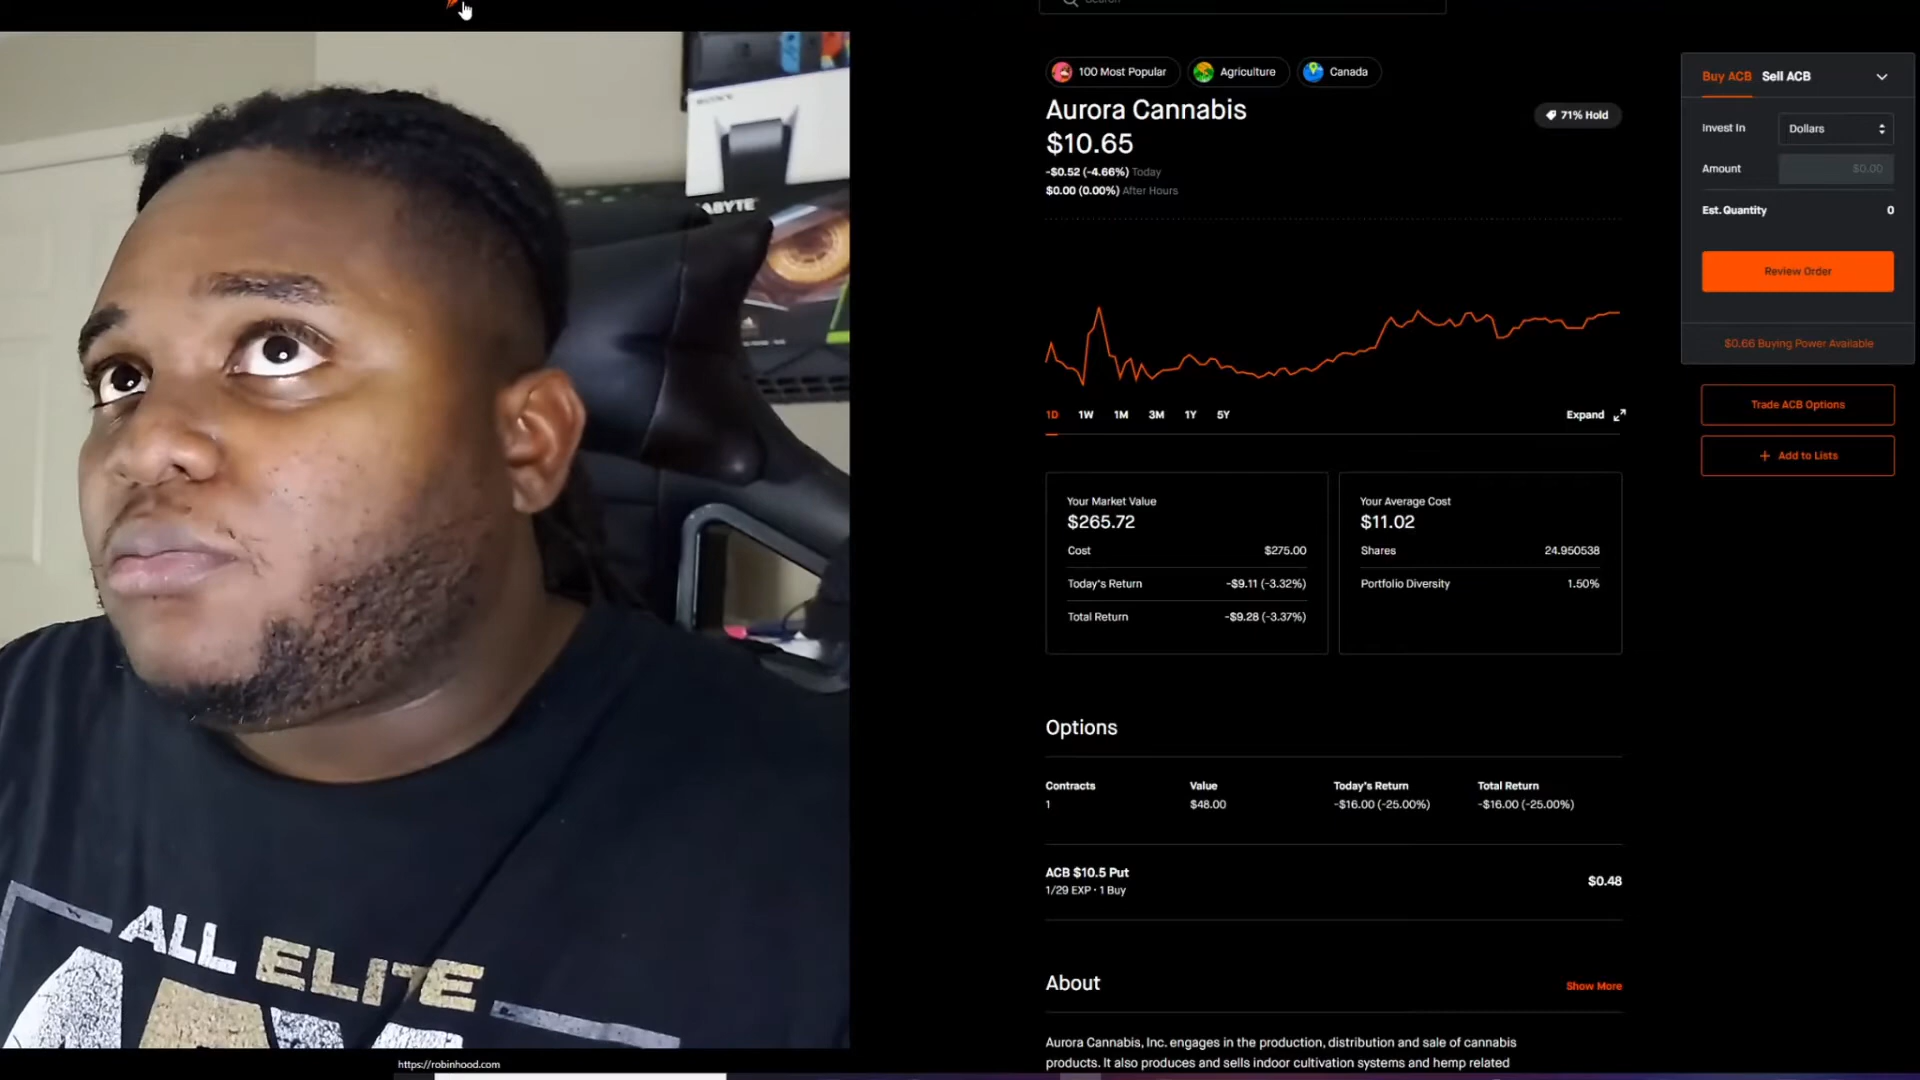 Search
100 Most Popular
Agriculture
Canada
Aurora Cannabis
$10.65
-$0.52 (-4.66%) Today
$0.00 (0.00%) After Hours
71% Hold
1D 1W 1M 3M 1Y 5Y
Expand
Your Market Value
$265.72
Cost $275.00
Today's Return -$9.11 (-3.32%)
Total Return -$9.28 (-3.37%)
Your Average Cost
$11.02
Shares 24.950538
Portfolio Diversity 1.50%
Options
Contracts Value Today's Return Total Return
1 $48.00 -$16.00 (-25.00%) -$16.00 (-25.00%)
ACB $10.5 Put
1/29 EXP · 1 Buy
$0.48
About
Show More
Aurora Cannabis, Inc. engages in the production, distribution and sale of cannabis
products. It also produces and sells indoor cultivation systems and hemp related
Buy ACB Sell ACB
Invest In Dollars
Amount $0.00
Est. Quantity 0
Review Order
$0.66 Buying Power Available
Trade ACB Options
+ Add to Lists
SONY
ABYTE
ALL ELITE
https://robinhood.com